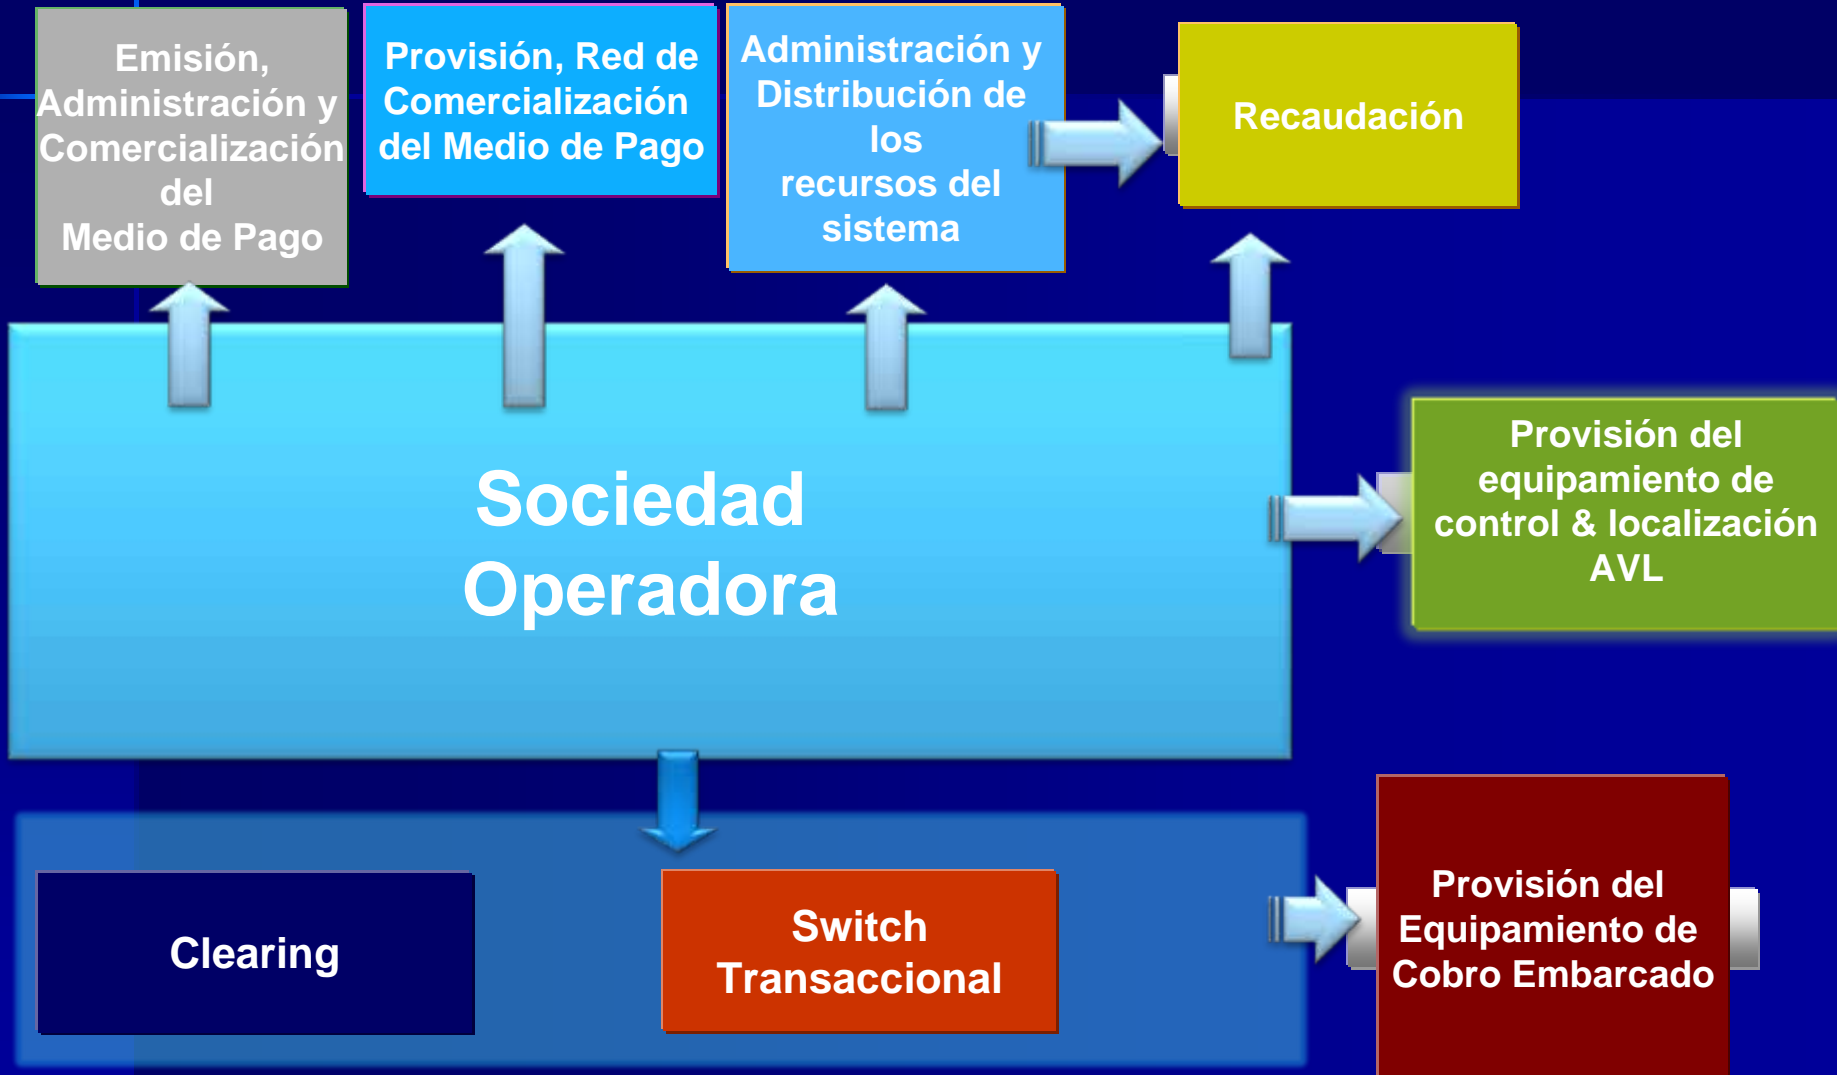 Emisión,
Administración y
Comercialización
del
Medio de Pago
Provisión, Red de
Comercialización
del Medio de Pago
Administración y
Distribución de
los
recursos del
sistema
Recaudación
Sociedad
Operadora
Provisión del
equipamiento de
control & localización
AVL
Clearing
Switch
Transaccional
Provisión del
Equipamiento de
Cobro Embarcado